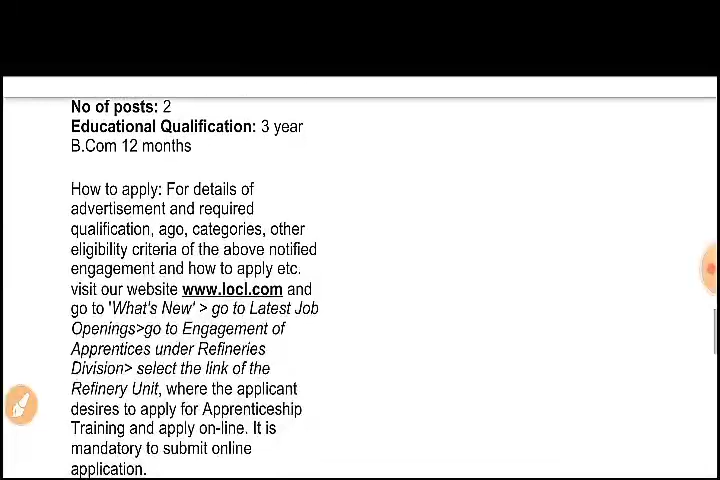 No of posts: 2
Educational Qualification: 3 year
B.Com 12 months
How to apply: For details of
advertisement and required
qualification, ago, categories, other
eligibility criteria of the above notified
engagement and how to apply etc.
visit our website www.locl.com and
go to 'What's New' > go to Latest Job
Openings>go to Engagement of
Apprentices under Refineries
Division> select the link of the
Refinery Unit, where the applicant
desires to apply for Apprenticeship
Training and apply on-line. It is
mandatory to submit online
application.